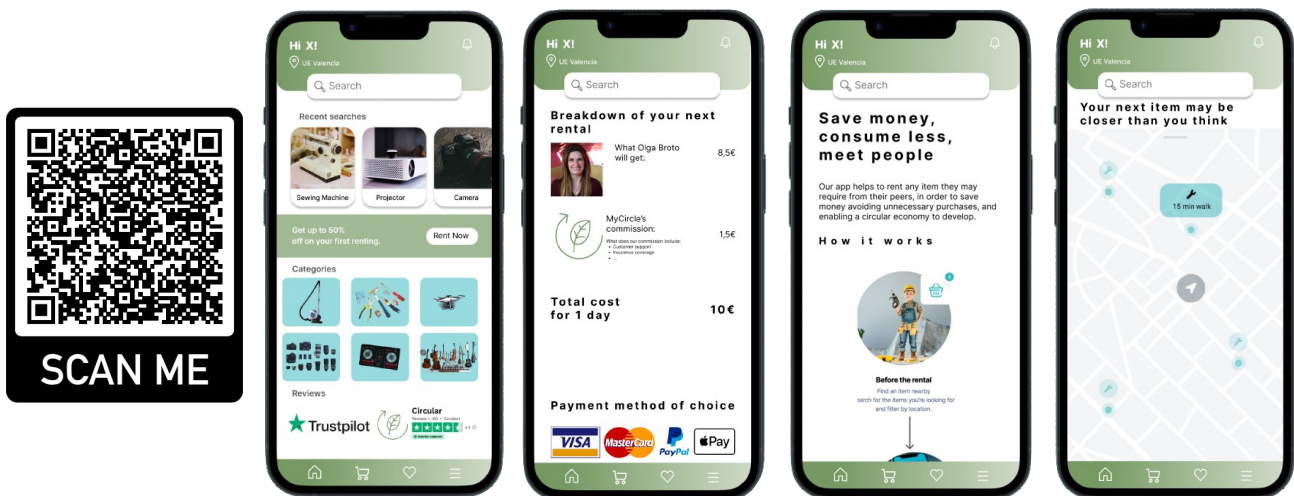 SCAN ME
Hi X!
UE Valencia
Search
Recent searches
Sewing Machine
Projector
Camera
Get up to 50%
off on your first renting.
Rent Now
Categories
Reviews
Trustpilot
Circular
Reviews 1,160 • Excellent
4.4
Hi X!
UE Valencia
Search
Breakdown of your next
rental
What Olga Broto
will get:
8,5€
MyCircle's
commission:
1,5€
What does our commission include:
• Customer support
• Insurance coverage
• ...
Total cost
for 1 day
10€
Payment method of choice
VISA
MasterCard
PayPal
Pay
Hi X!
UE Valencia
Search
Save money,
consume less,
meet people
Our app helps to rent any item they may
require from their peers, in order to save
money avoiding unnecessary purchases, and
enabling a circular economy to develop.
How it works
Before the rental
Find an item nearby
sarch for the items you're looking for
and filter by location.
Hi X!
UE Valencia
Search
Your next item may be
closer than you think
15 min walk